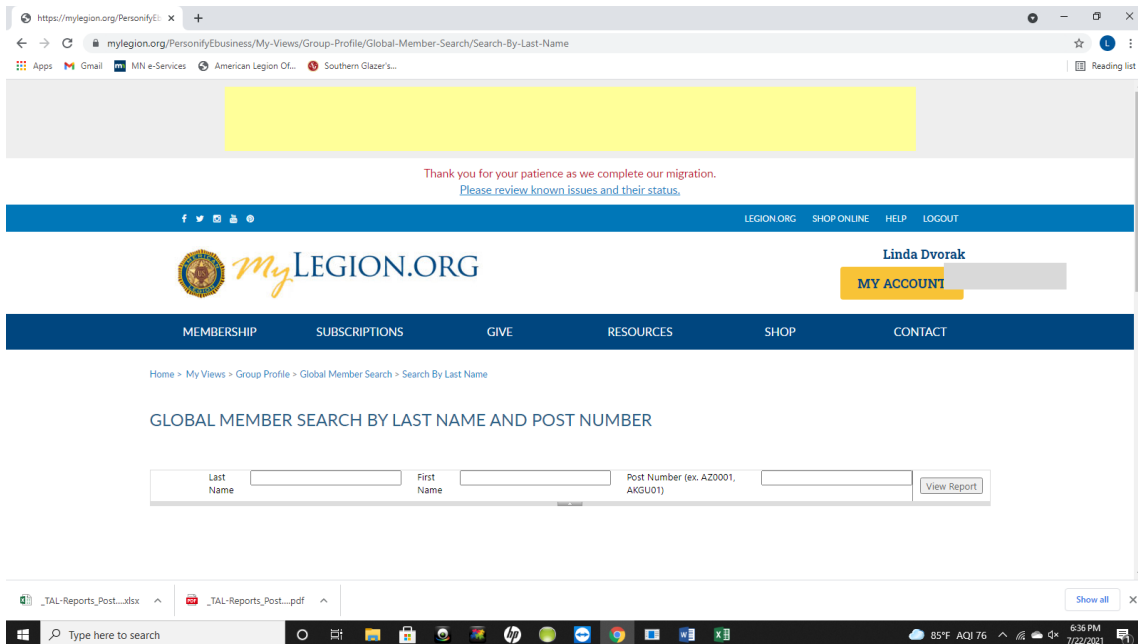 https://mylegion.org/PersonifyEb
mylegion.org/PersonifyEbusiness/My-Views/Group-Profile/Global-Member-Search/Search-By-Last-Name
L
Apps Gmail MN e-Services American Legion Of... Southern Glazer's... Reading list
Thank you for your patience as we complete our migration.
Please review known issues and their status.
LEGION.ORG SHOP ONLINE HELP LOGOUT
Linda Dvorak
MyLEGION.ORG
MY ACCOUNT
MEMBERSHIP SUBSCRIPTIONS GIVE RESOURCES SHOP CONTACT
Home > My Views > Group Profile > Global Member Search > Search By Last Name
GLOBAL MEMBER SEARCH BY LAST NAME AND POST NUMBER
Last Name First Name Post Number (ex. AZ0001, AKGU01) View Report
_TAL-Reports_Post....xlsx _TAL-Reports_Post....pdf Show all
Type here to search 85°F AQI 76 6:36 PM
7/22/2021